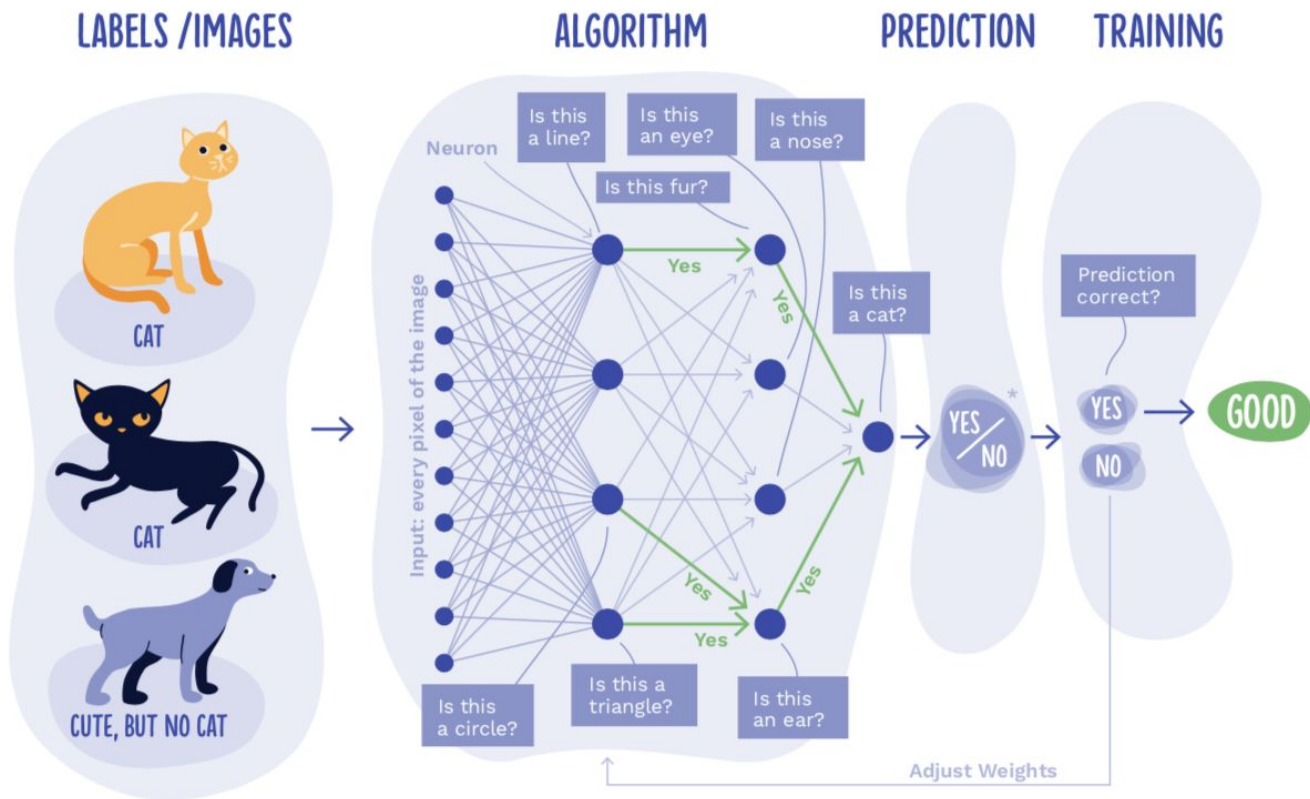 LABELS /IMAGES
ALGORITHM
PREDICTION
TRAINING
CAT
CAT
CUTE, BUT NO CAT
Input: every pixel of the image
Neuron
Is this
a line?
Is this
an eye?
Is this
a nose?
Is this fur?
Yes
Yes
Is this
a cat?
Yes
Yes
Yes
Is this
a circle?
Is this a
triangle?
Is this
an ear?
YES
/
NO
*
Prediction
correct?
YES
NO
GOOD
Adjust Weights